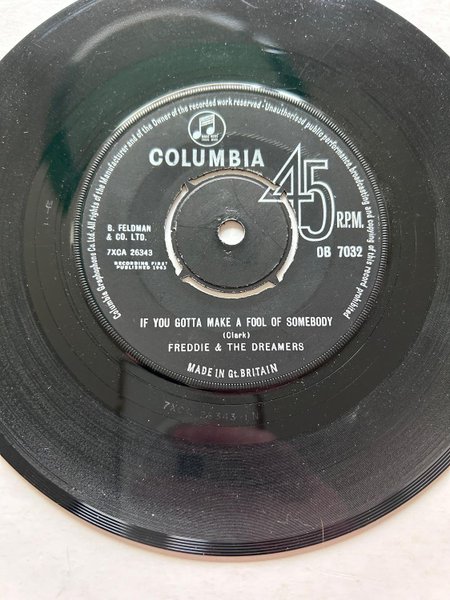 Columbia Graphophone Co. Ltd. All rights of the Manufacturer and of the Owner of the recorded work reserved - Unauthorised public performance, broadcasting and copying of this record prohibited
COLUMBIA
45
R.P.M.
B. FELDMAN
& CO. LTD.
7XCA 26343
DB 7032
RECORDING FIRST
PUBLISHED 1963
IF YOU GOTTA MAKE A FOOL OF SOMEBODY
(Clark)
FREDDIE & THE DREAMERS
MADE IN Gt. BRITAIN
26343